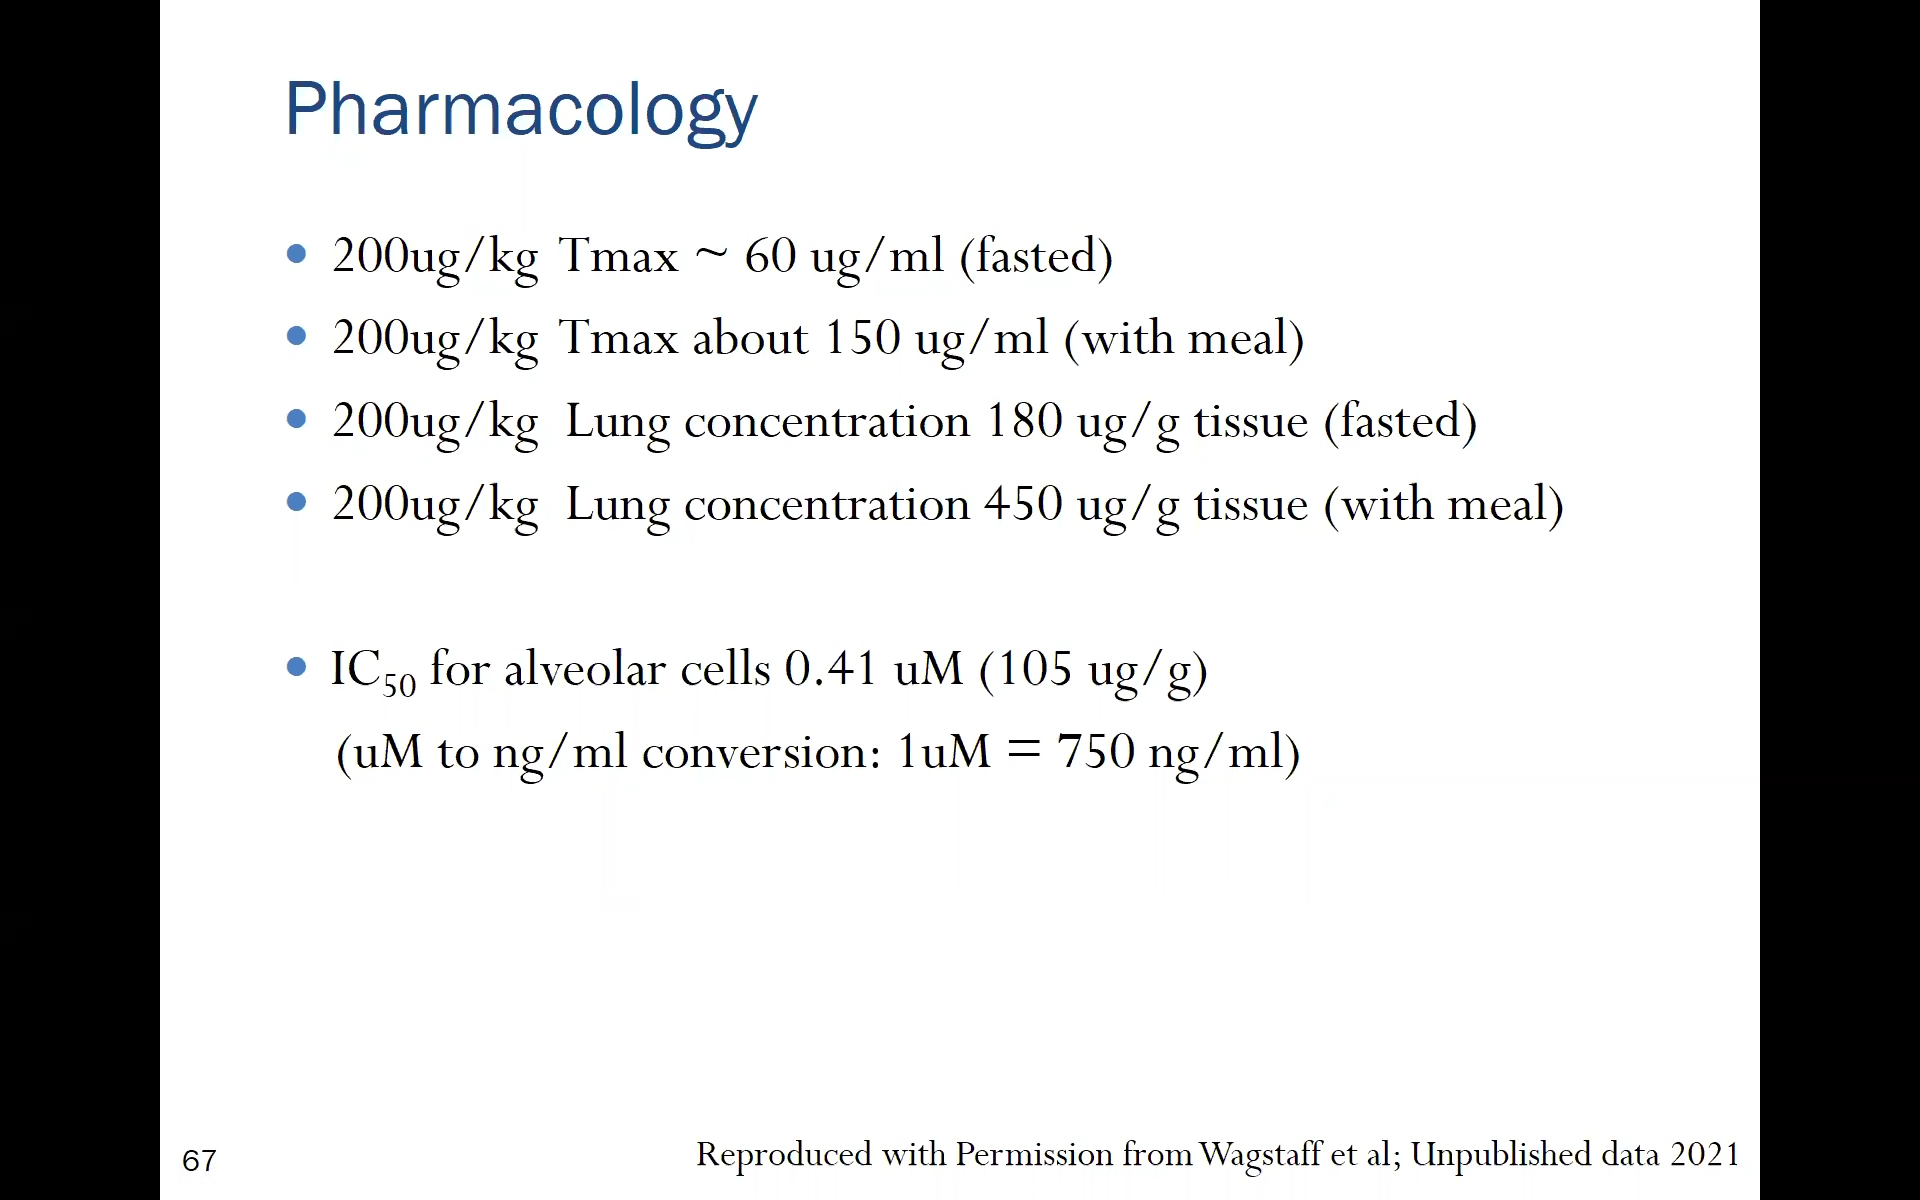 Pharmacology
• 200ug/kg Tmax ~ 60 ug/ml (fasted)
• 200ug/kg Tmax about 150 ug/ml (with meal)
• 200ug/kg Lung concentration 180 ug/g tissue (fasted)
• 200ug/kg Lung concentration 450 ug/g tissue (with meal)
• IC50 for alveolar cells 0.41 uM (105 ug/g)
(uM to ng/ml conversion: 1uM = 750 ng/ml)
67
Reproduced with Permission from Wagstaff et al; Unpublished data 2021